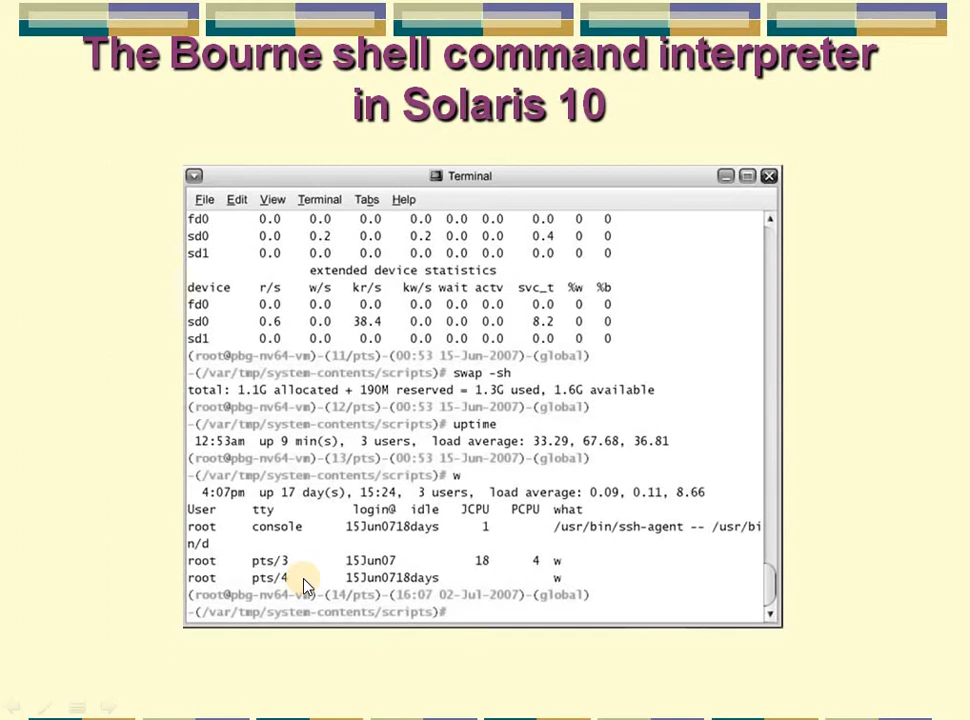 The Bourne shell command interpreter
in Solaris 10
Terminal
File Edit View Terminal Tabs Help
fd0 0.0 0.0 0.0 0.0 0.0 0.0 0.0 0 0
sd0 0.0 0.2 0.0 0.2 0.0 0.0 0.4 0 0
sd1 0.0 0.0 0.0 0.0 0.0 0.0 0.0 0 0
extended device statistics
device r/s w/s kr/s kw/s wait actv svc_t %w %b
fd0 0.0 0.0 0.0 0.0 0.0 0.0 0.0 0 0
sd0 0.6 0.0 38.4 0.0 0.0 0.0 8.2 0 0
sd1 0.0 0.0 0.0 0.0 0.0 0.0 0.0 0 0
(root@pbg-nv64-vm)-(11/pts)-(00:53 15-Jun-2007)-(global)
-(/var/tmp/system-contents/scripts)# swap -sh
total: 1.1G allocated + 190M reserved = 1.3G used, 1.6G available
(root@pbg-nv64-vm)-(12/pts)-(00:53 15-Jun-2007)-(global)
-(/var/tmp/system-contents/scripts)# uptime
12:53am up 9 min(s), 3 users, load average: 33.29, 67.68, 36.81
(root@pbg-nv64-vm)-(13/pts)-(00:53 15-Jun-2007)-(global)
-(/var/tmp/system-contents/scripts)# w
4:07pm up 17 day(s), 15:24, 3 users, load average: 0.09, 0.11, 8.66
User tty login@ idle JCPU PCPU what
root console 15Jun0718days 1 /usr/bin/ssh-agent -- /usr/bi
n/d
root pts/3 15Jun07 18 4 w
root pts/4 15Jun0718days w
(root@pbg-nv64-vm)-(14/pts)-(16:07 02-Jul-2007)-(global)
-(/var/tmp/system-contents/scripts)#